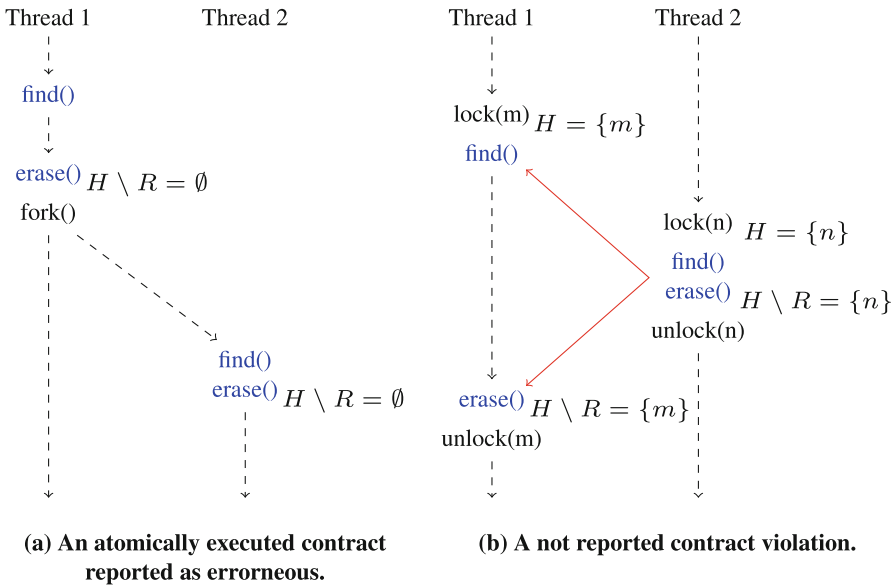 Thread 1
Thread 2
find()
erase() H \ R = ∅
fork()
find()
erase() H \ R = ∅
(a) An atomically executed contract
reported as errorneous.
Thread 1
Thread 2
lock(m) H = {m}
find()
lock(n) H = {n}
find()
erase() H \ R = {n}
unlock(n)
erase() H \ R = {m}
unlock(m)
(b) A not reported contract violation.